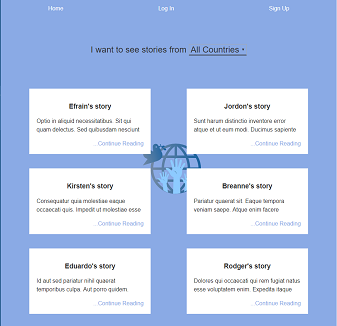 Home Log In Sign Up
I want to see stories from All Countries
Efrain's story
Optio in aliquid necessitatibus. Sit qui
quam delectus. Sed quibusdam nesciunt
...Continue Reading
Jordon's story
Sunt harum distinctio inventore error
atque et ut eum modi. Ducimus sapiente
...Continue Reading
Kirsten's story
Consequatur quia molestiae eaque
occaecati quis. Impedit ut molestiae esse
...Continue Reading
Breanne's story
Pariatur quaerat sit. Eaque tempora
veniam saepe. Atque enim facere
...Continue Reading
Eduardo's story
Id aut sed pariatur nihil quaerat
temporibus culpa. Aut porro quidem.
...Continue Reading
Rodger's story
Dolores qui occaecati qui rem fugiat natus
esse voluptatem enim. Expedita itaque
...Continue Reading